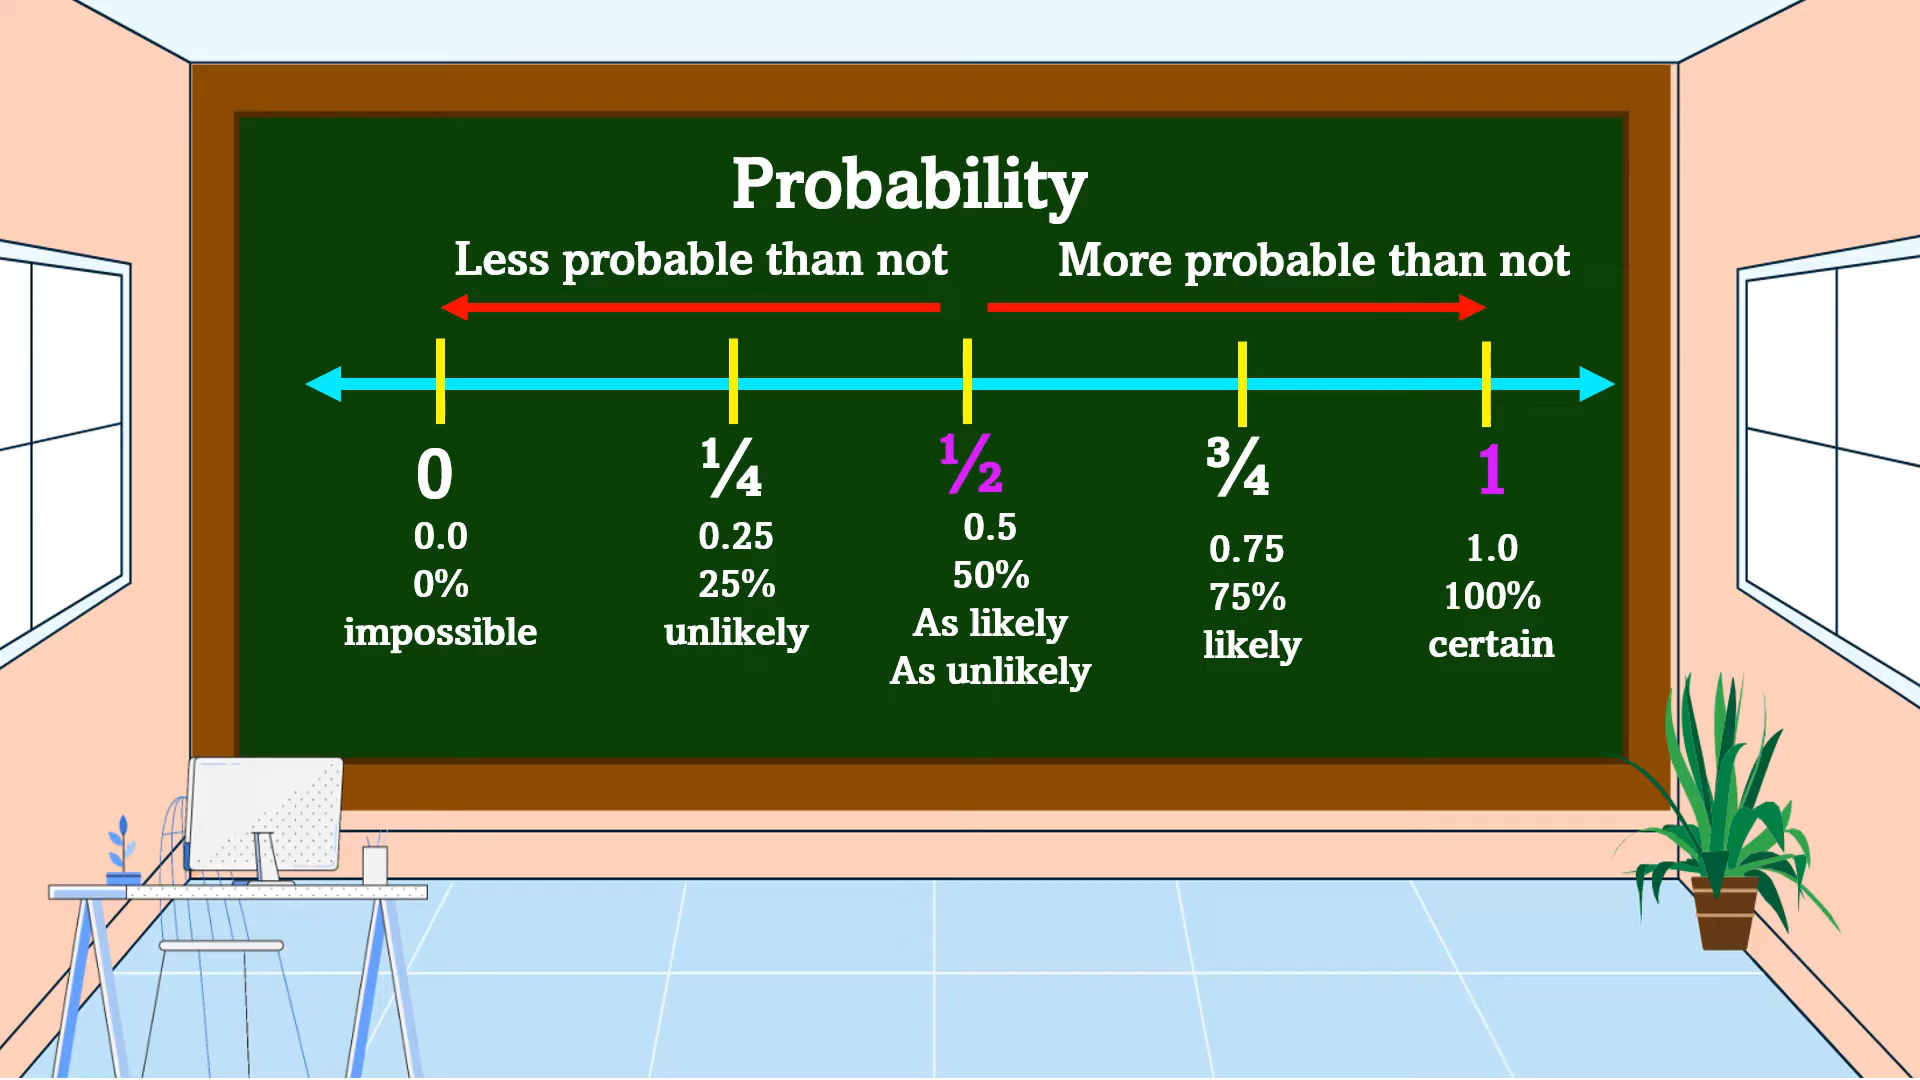 Probability
Less probable than not
More probable than not
0
0.0
0%
impossible
¼
0.25
25%
unlikely
½
0.5
50%
As likely
As unlikely
¾
0.75
75%
likely
1
1.0
100%
certain